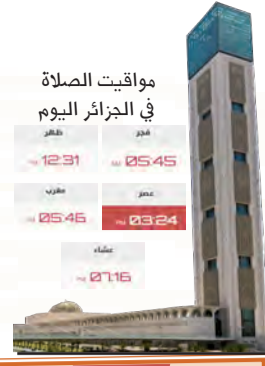 مواقيت الصلاة
في الجزائر اليوم
فجر
05:45
ظهر
12:31
عصر
03:24
مغرب
05:46
عشاء
07:16